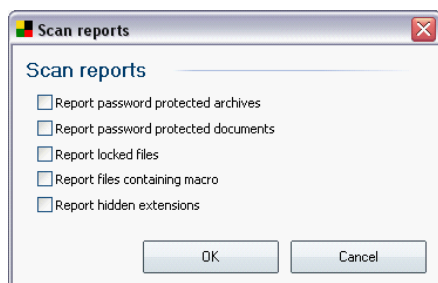 Scan reports
Scan reports
Report password protected archives
Report password protected documents
Report locked files
Report files containing macro
Report hidden extensions
OK Cancel